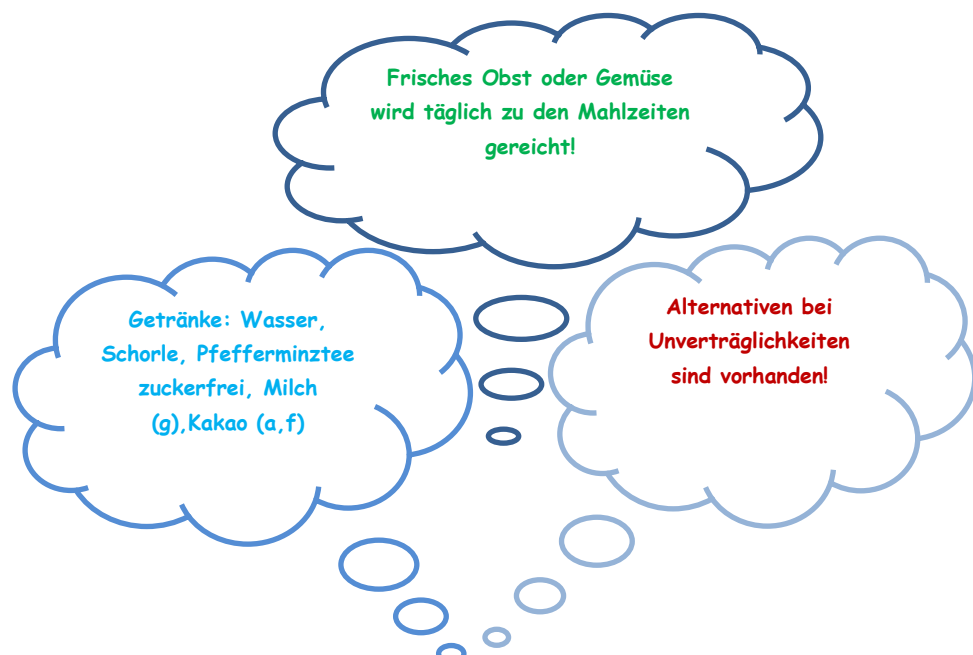 Frisches Obst oder Gemüse
wird täglich zu den Mahlzeiten
gereicht!
Getränke: Wasser,
Schorle, Pfefferminztee
zuckerfrei, Milch
(g),Kakao (a,f)
Alternativen bei
Unverträglichkeiten
sind vorhanden!